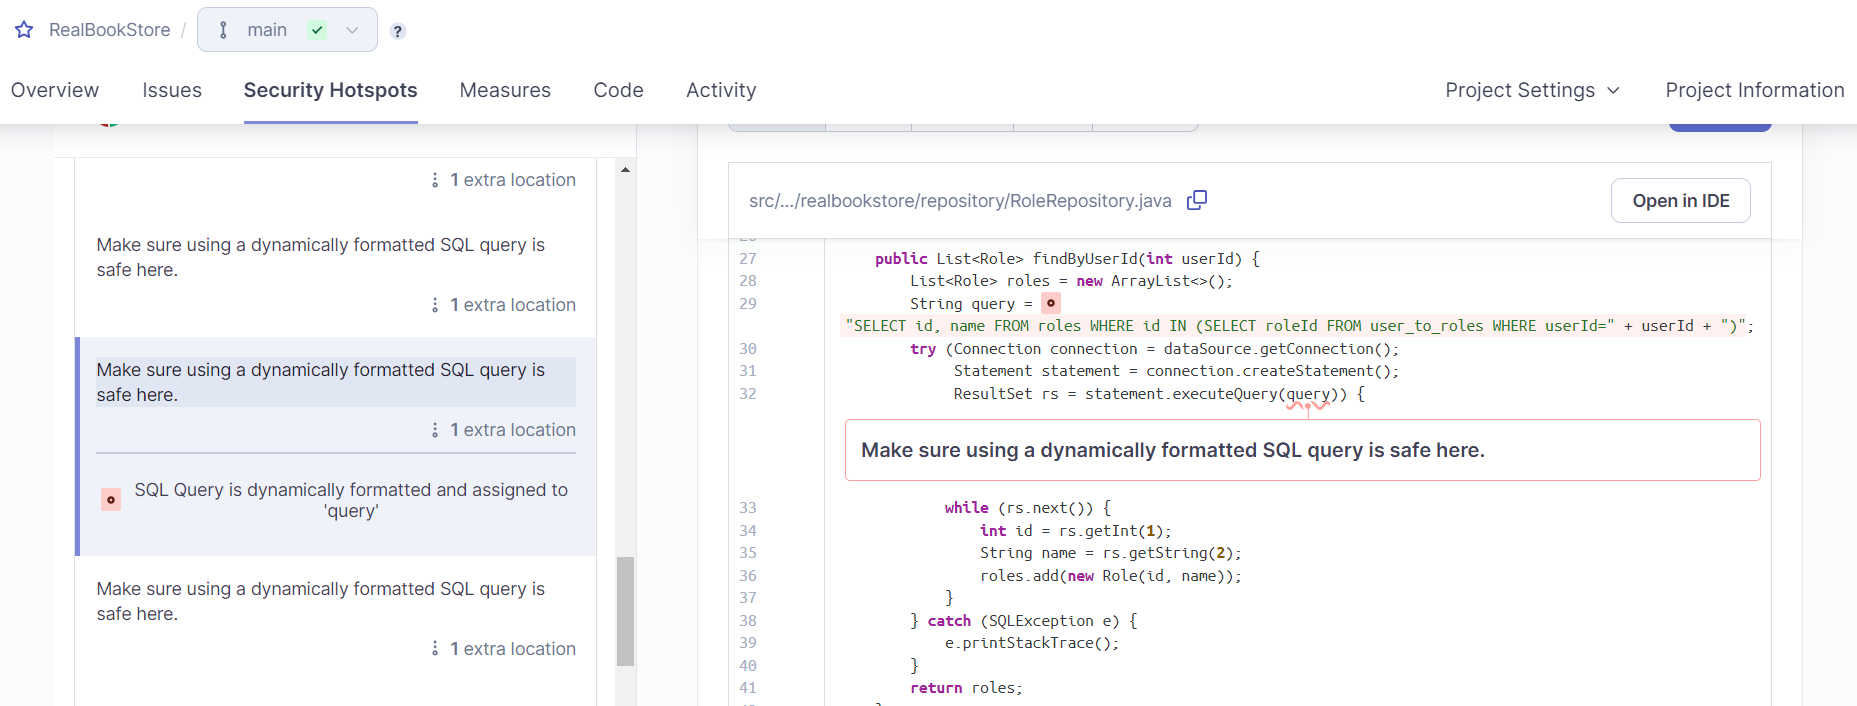 RealBookStore / main ?
Overview Issues Security Hotspots Measures Code Activity Project Settings Project Information
1 extra location
Make sure using a dynamically formatted SQL query is
safe here.
1 extra location
Make sure using a dynamically formatted SQL query is
safe here.
1 extra location
SQL Query is dynamically formatted and assigned to
'query'
Make sure using a dynamically formatted SQL query is
safe here.
1 extra location
src/.../realbookstore/repository/RoleRepository.java Open in IDE
27 public List<Role> findByUserId(int userId) {
28 List<Role> roles = new ArrayList<>();
29 String query =
"SELECT id, name FROM roles WHERE id IN (SELECT roleId FROM user_to_roles WHERE userId=" + userId + ")";
30 try (Connection connection = dataSource.getConnection();
31 Statement statement = connection.createStatement();
32 ResultSet rs = statement.executeQuery(query)) {
Make sure using a dynamically formatted SQL query is safe here.
33 while (rs.next()) {
34 int id = rs.getInt(1);
35 String name = rs.getString(2);
36 roles.add(new Role(id, name));
37 }
38 } catch (SQLException e) {
39 e.printStackTrace();
40 }
41 return roles;